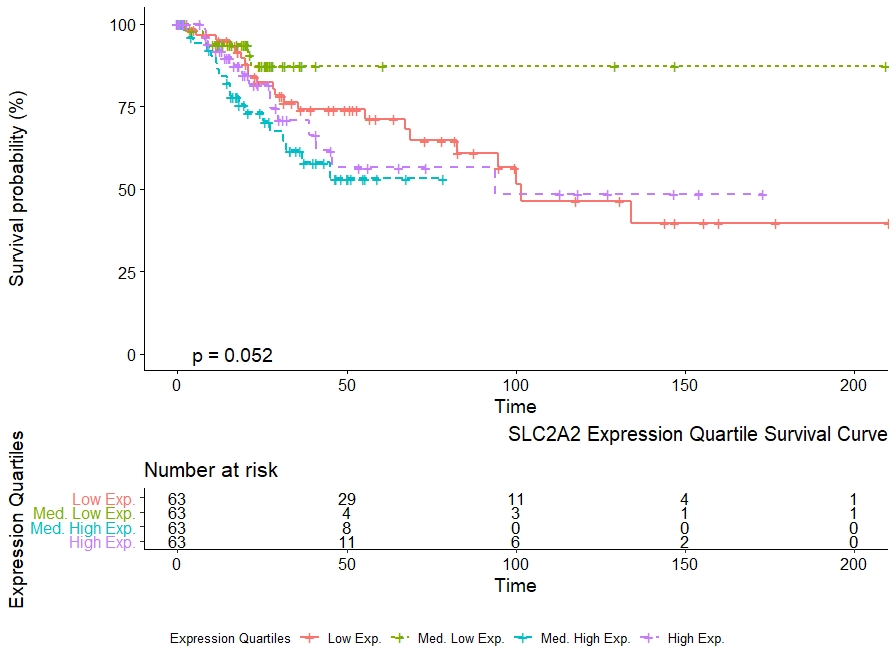 100
75
50
25
0
Survival probability (%)
p = 0.052
0 50 100 150 200
Time
SLC2A2 Expression Quartile Survival Curve
Number at risk
Expression Quartiles
Low Exp. 63 29 11 4 1
Med. Low Exp. 63 4 3 1 1
Med. High Exp. 63 8 0 0 0
High Exp. 63 11 6 2 0
0 50 100 150 200
Time
Expression Quartiles Low Exp. Med. Low Exp. Med. High Exp. High Exp.